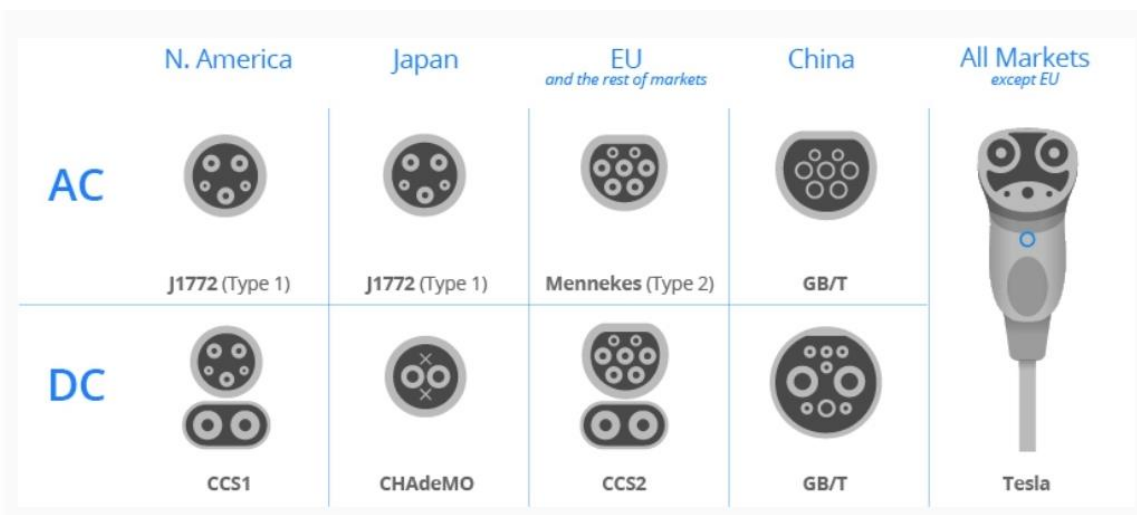 N. America
Japan
EU
and the rest of markets
China
All Markets
except EU
AC
J1772 (Type 1)
J1772 (Type 1)
Mennekes (Type 2)
GB/T
DC
CCS1
CHAdeMO
CCS2
GB/T
Tesla